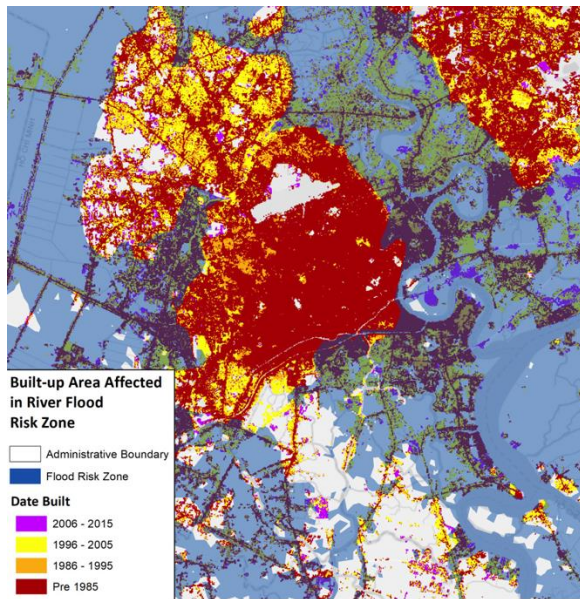 Built-up Area Affected
in River Flood
Risk Zone
Administrative Boundary
Flood Risk Zone
Date Built
2006 - 2015
1996 - 2005
1986 - 1995
Pre 1985